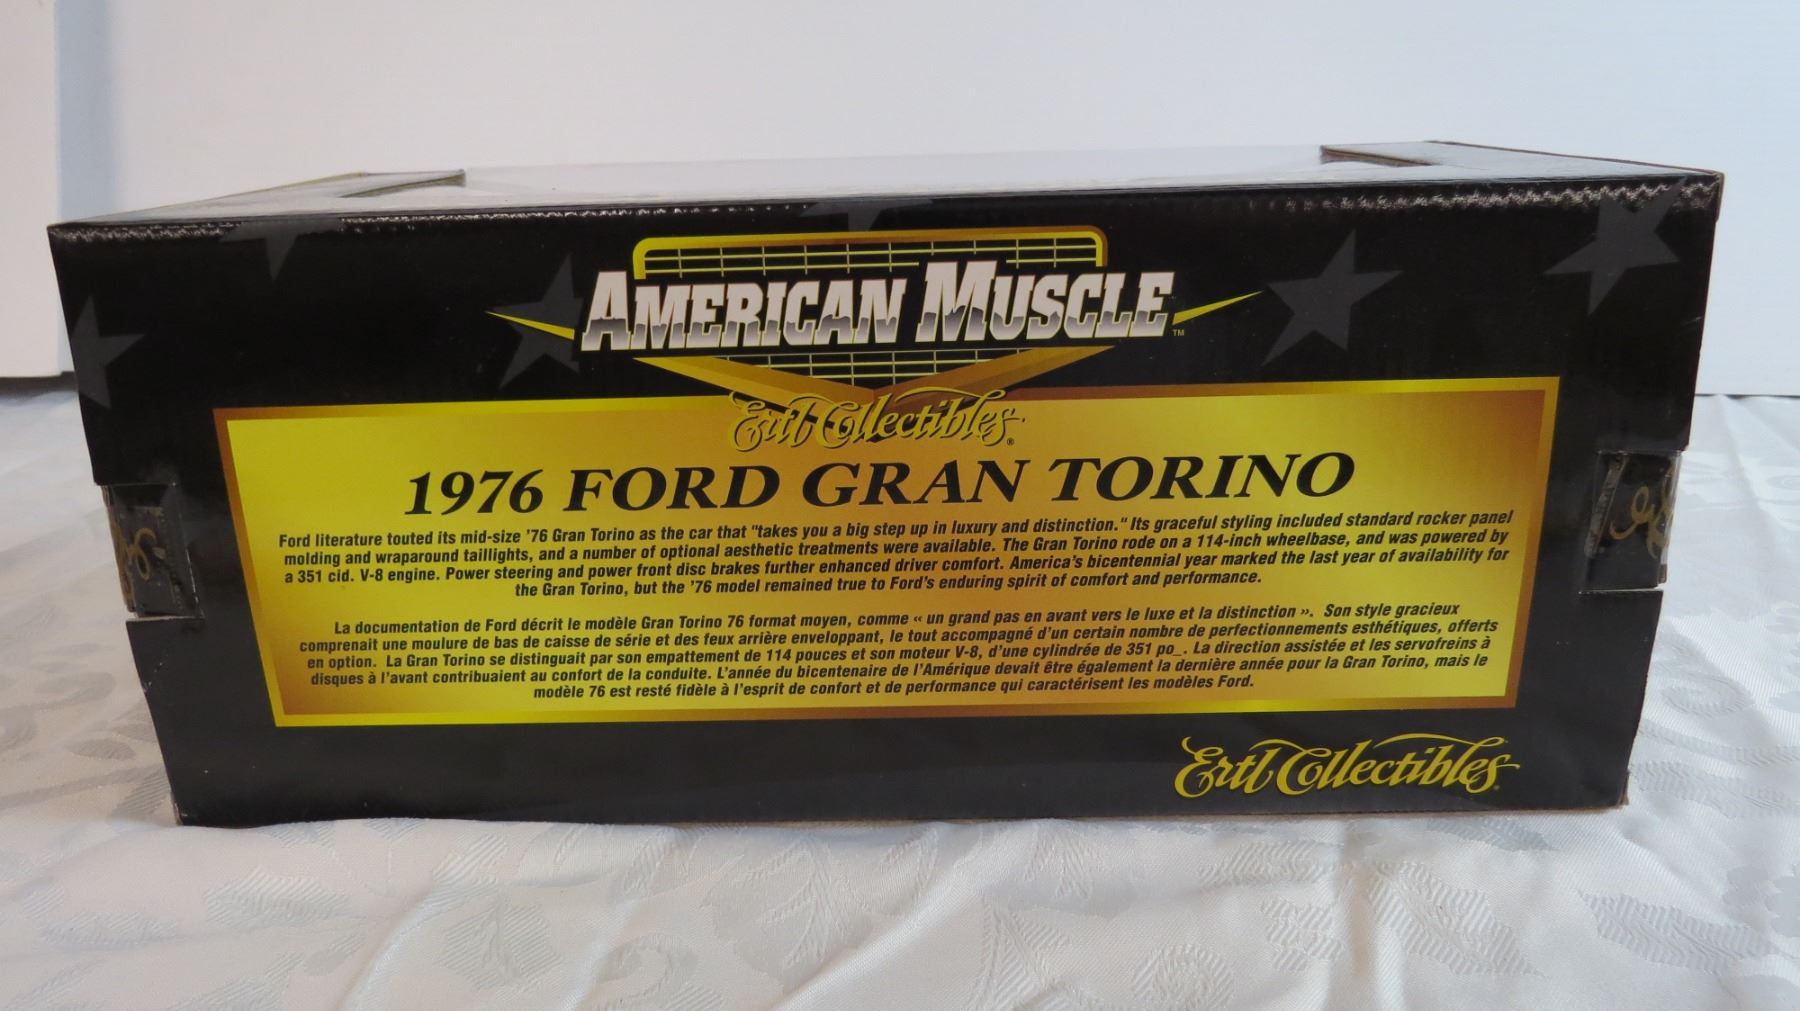 AMERICAN MUSCLE™
Ertl Collectibles®
1976 FORD GRAN TORINO
Ford literature touted its mid-size '76 Gran Torino as the car that "takes you a big step up in luxury and distinction." Its graceful styling included standard rocker panel
molding and wraparound taillights, and a number of optional aesthetic treatments were available. The Gran Torino rode on a 114-inch wheelbase, and was powered by
a 351 cid. V-8 engine. Power steering and power front disc brakes further enhanced driver comfort. America's bicentennial year marked the last year of availability for
the Gran Torino, but the '76 model remained true to Ford's enduring spirit of comfort and performance.
La documentation de Ford décrit le modèle Gran Torino 76 format moyen, comme « un grand pas en avant vers le luxe et la distinction ». Son style gracieux
comprenait une moulure de bas de caisse de série et des feux arrière enveloppant, le tout accompagné d'un certain nombre de perfectionnements esthétiques, offerts
en option. La Gran Torino se distinguait par son empattement de 114 pouces et son moteur V-8, d'une cylindrée de 351 po_. La direction assistée et les servofreins à
disques à l'avant contribuaient au confort de la conduite. L'année du bicentenaire de l'Amérique devait être également la dernière année pour la Gran Torino, mais le
modèle 76 est resté fidèle à l'esprit de confort et de performance qui caractérisent les modèles Ford.
Ertl Collectibles®